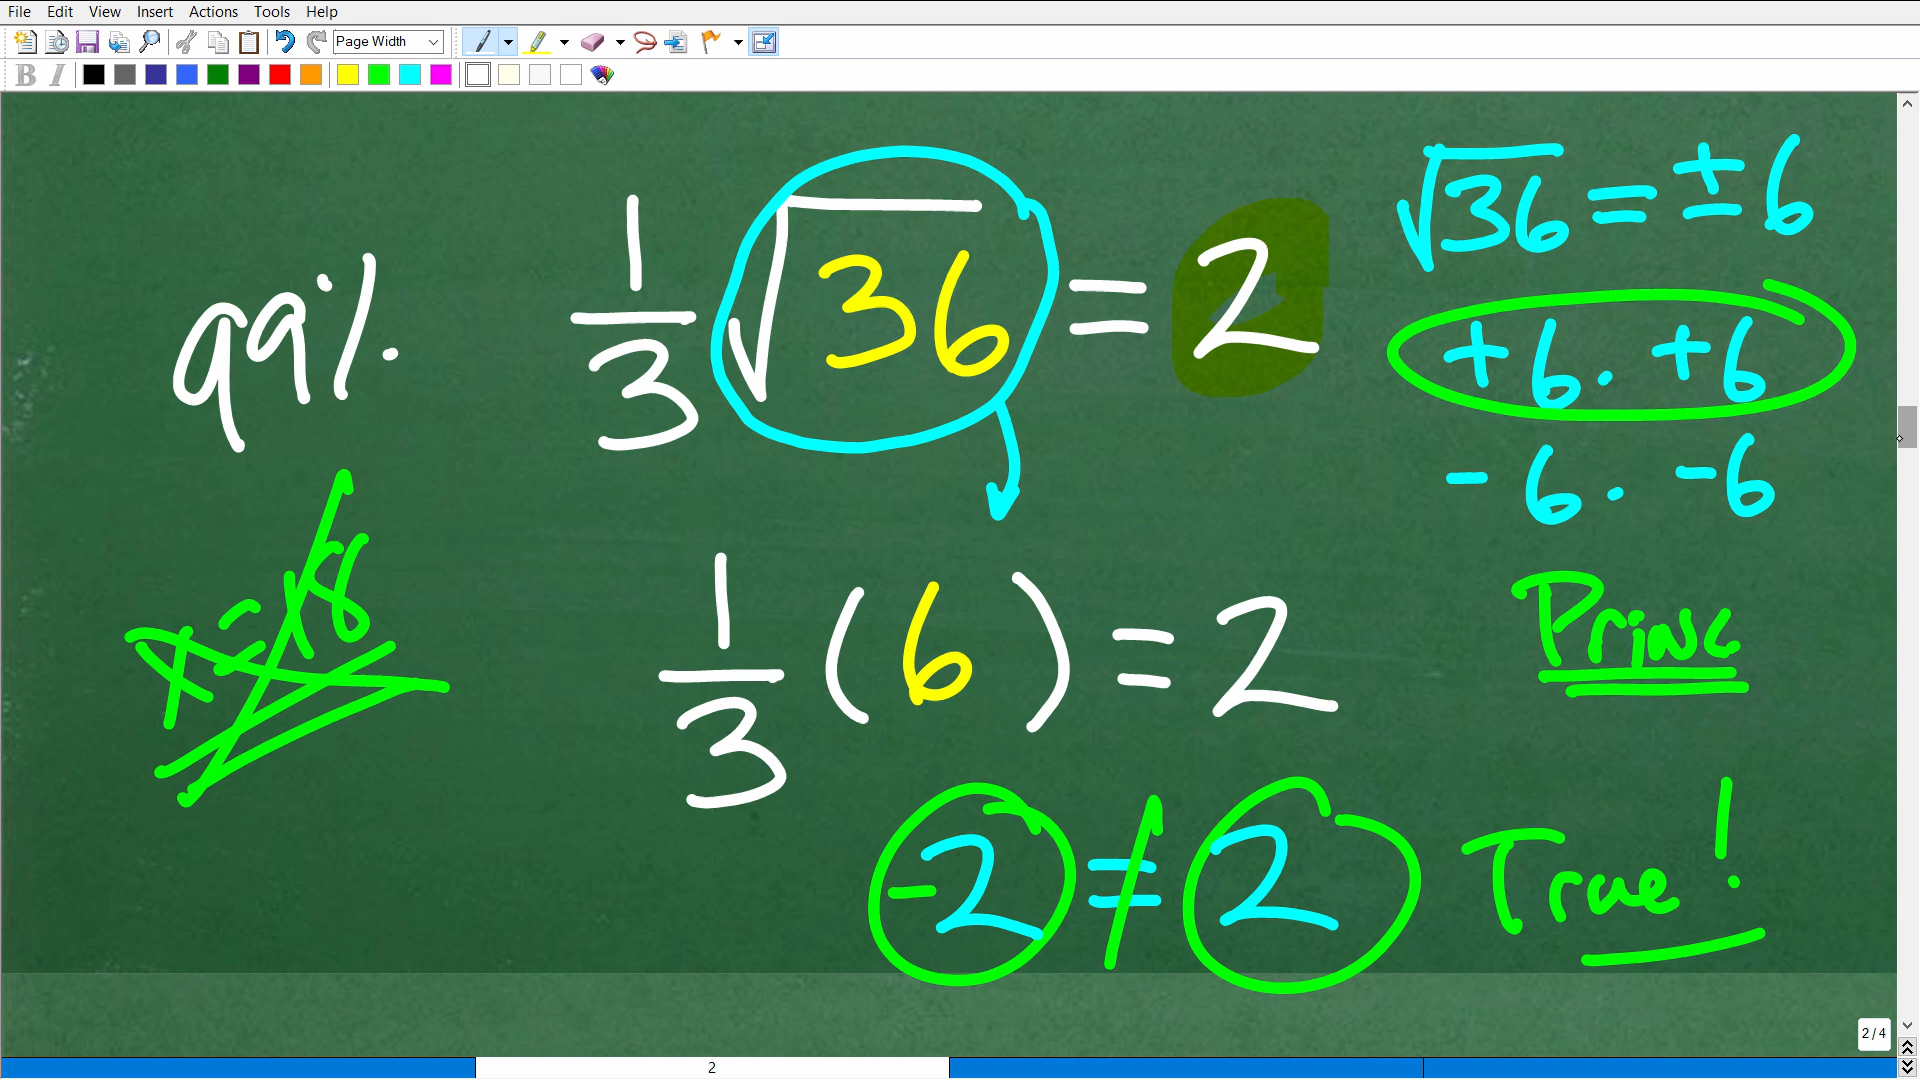 File Edit View Insert Actions Tools Help
Page Width
B I
99%.
1/3 √36 = 2
√36 = ±6
+6 · +6
-6 · -6
x = 18
1/3 (6) = 2
Princ
-2 ≠ 2 True!
2 / 4
2